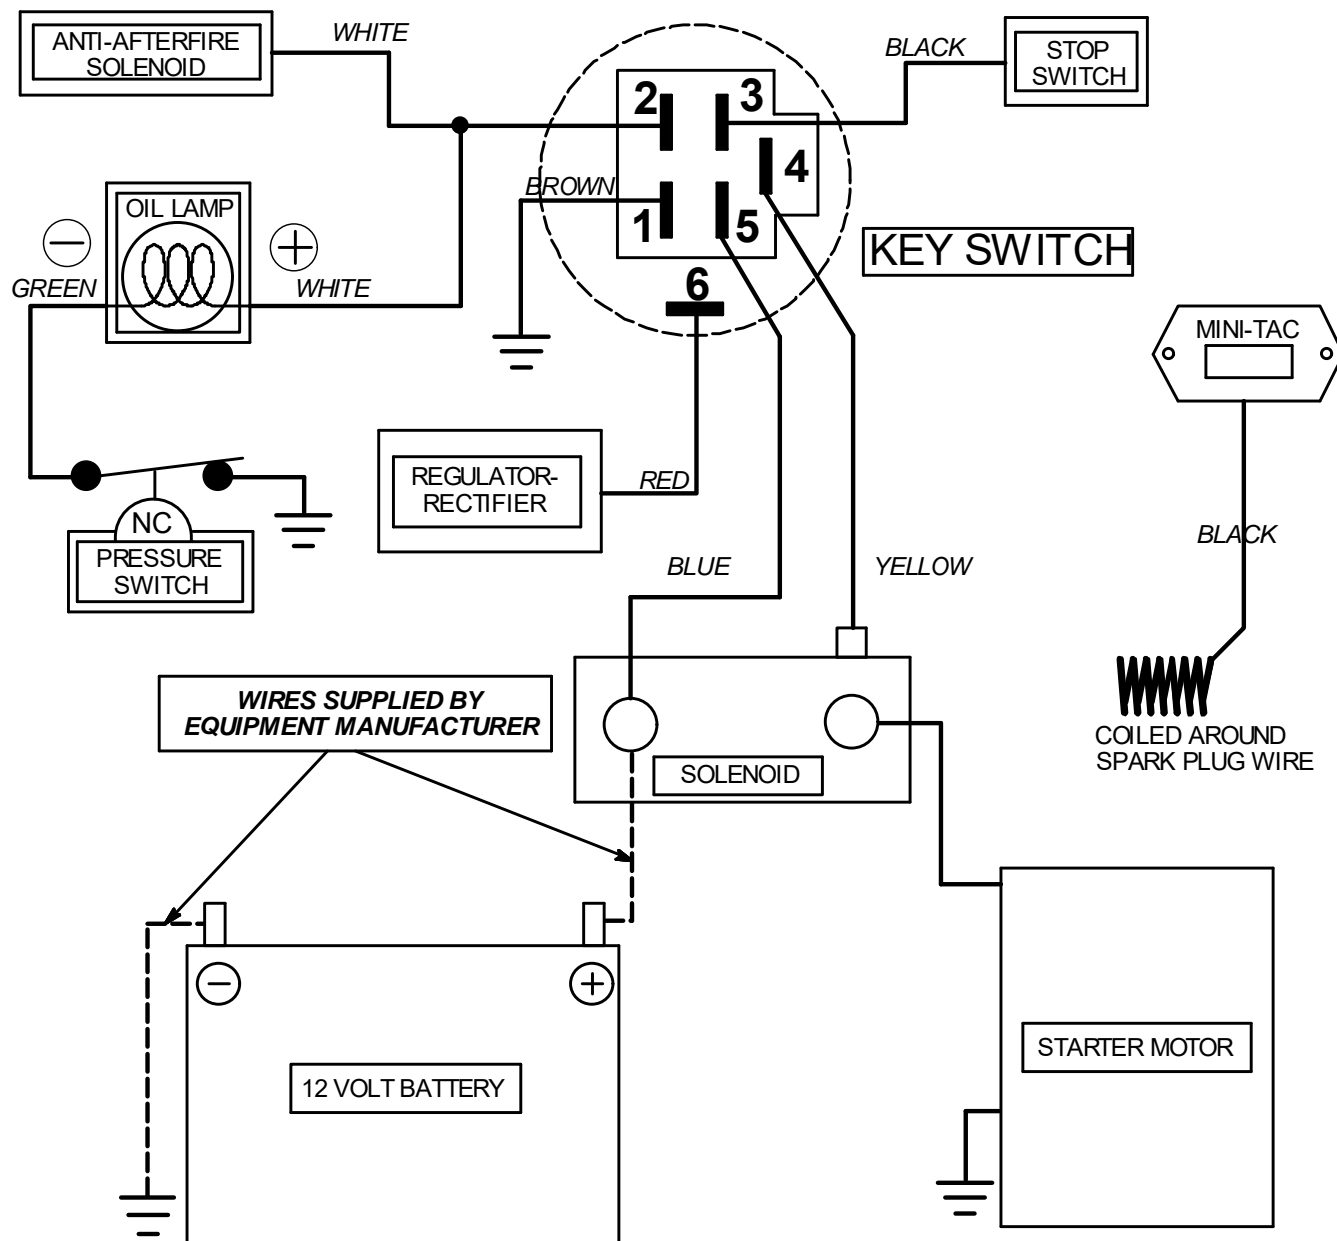 ANTI-AFTERFIRE
SOLENOID
WHITE
BLACK
STOP
SWITCH
2
3
4
BROWN
1
5
6
KEY SWITCH
OIL LAMP
−
+
GREEN
WHITE
MINI-TAC
REGULATOR-
RECTIFIER
RED
NC
PRESSURE
SWITCH
BLUE
YELLOW
BLACK
WIRES SUPPLIED BY
EQUIPMENT MANUFACTURER
SOLENOID
COILED AROUND
SPARK PLUG WIRE
−
+
12 VOLT BATTERY
STARTER MOTOR